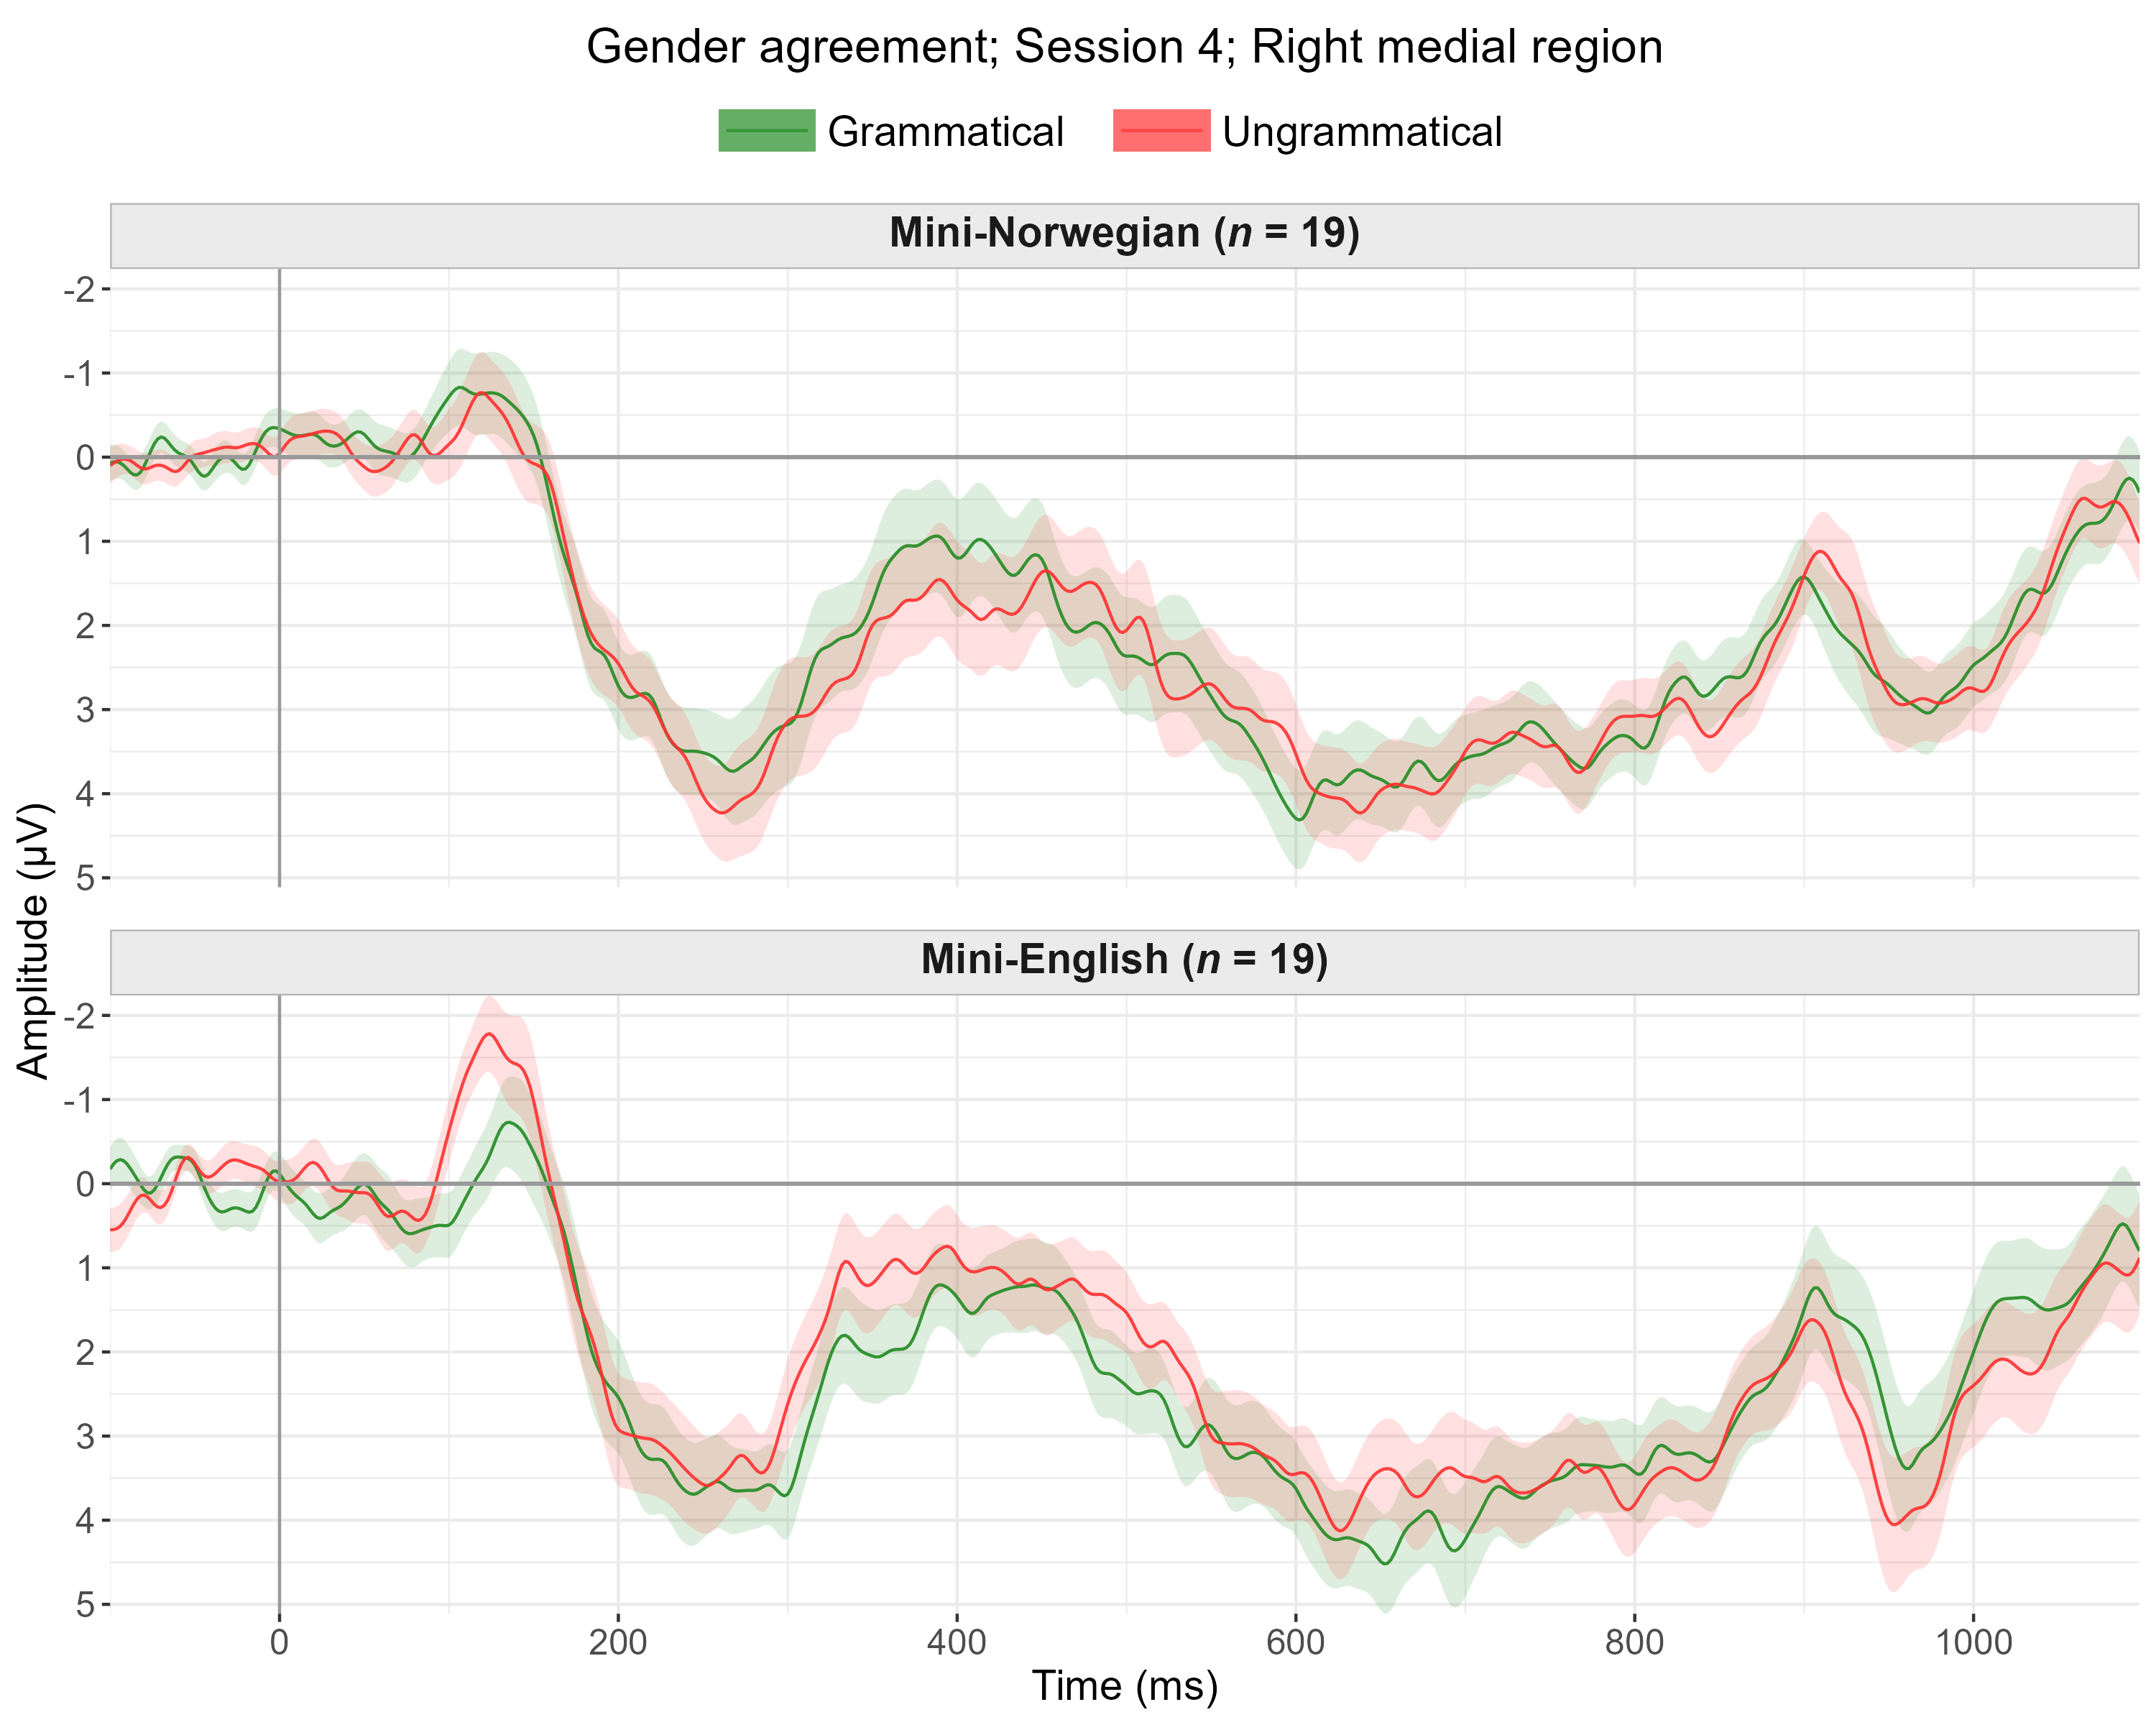 Gender agreement; Session 4; Right medial region
Grammatical Ungrammatical
Mini-Norwegian (n = 19)
-2
-1
0
1
2
3
4
5
Mini-English (n = 19)
-2
-1
0
1
2
3
4
5
Amplitude (µV)
0 200 400 600 800 1000
Time (ms)